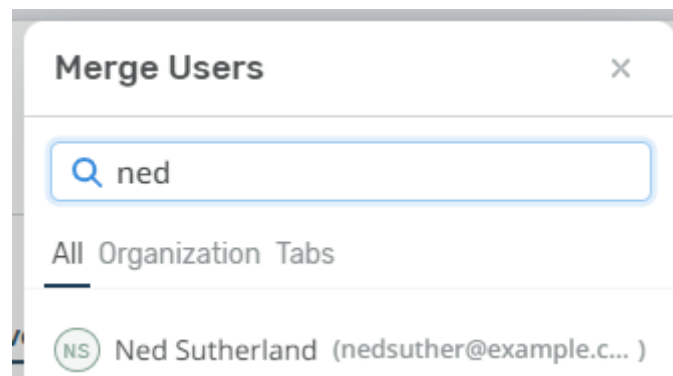 Merge Users ×
ned
All Organization Tabs
NS Ned Sutherland (nedsuther@example.c... )